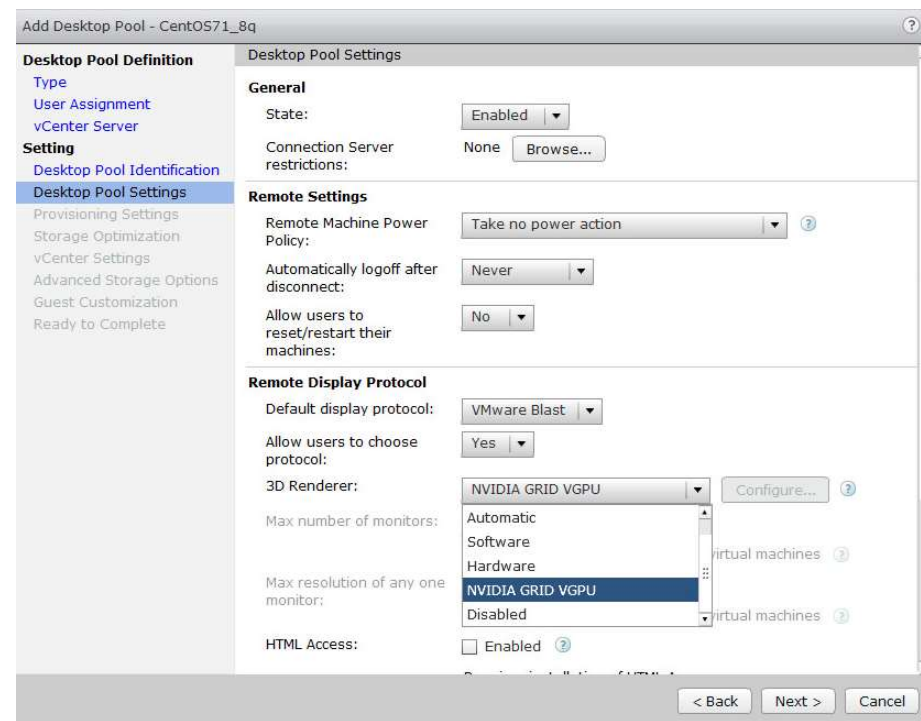 Add Desktop Pool - CentOS71_8q
?
Desktop Pool Definition
Type
User Assignment
vCenter Server
Setting
Desktop Pool Identification
Desktop Pool Settings
Provisioning Settings
Storage Optimization
vCenter Settings
Advanced Storage Options
Guest Customization
Ready to Complete
Desktop Pool Settings
General
State:
Enabled
Connection Server
restrictions:
None
Browse...
Remote Settings
Remote Machine Power
Policy:
Take no power action
?
Automatically logoff after
disconnect:
Never
Allow users to
reset/restart their
machines:
No
Remote Display Protocol
Default display protocol:
VMware Blast
Allow users to choose
protocol:
Yes
3D Renderer:
NVIDIA GRID VGPU
Configure...
?
Automatic
Software
Hardware
NVIDIA GRID VGPU
Disabled
Max number of monitors:
virtual machines ?
Max resolution of any one
monitor:
virtual machines ?
HTML Access:
Enabled ?
< Back
Next >
Cancel